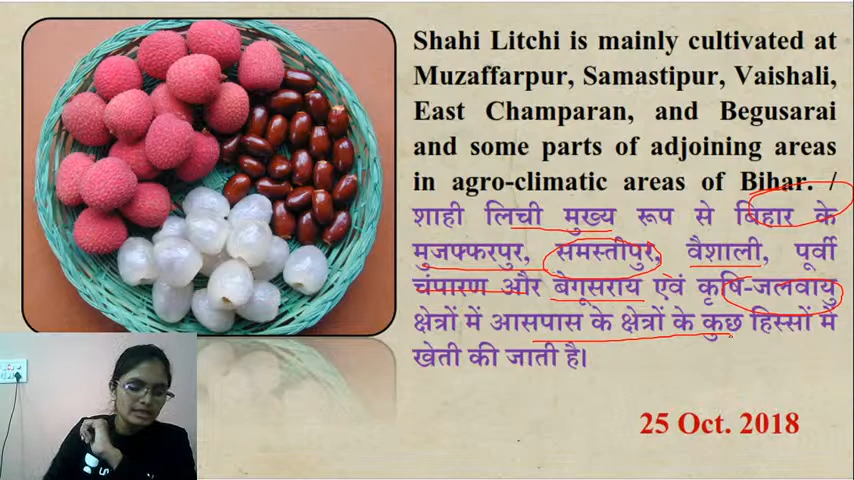 Shahi Litchi is mainly cultivated at
Muzaffarpur, Samastipur, Vaishali,
East Champaran, and Begusarai
and some parts of adjoining areas
in agro-climatic areas of Bihar. /
शाही लिची मुख्य रूप से बिहार के
मुजफ्फरपुर, समस्तीपुर, वैशाली, पूर्वी
चंपारण और बेगूसराय एवं कृषि-जलवायु
क्षेत्रों में आसपास के क्षेत्रों के कुछ हिस्सों में
खेती की जाती है।
25 Oct. 2018